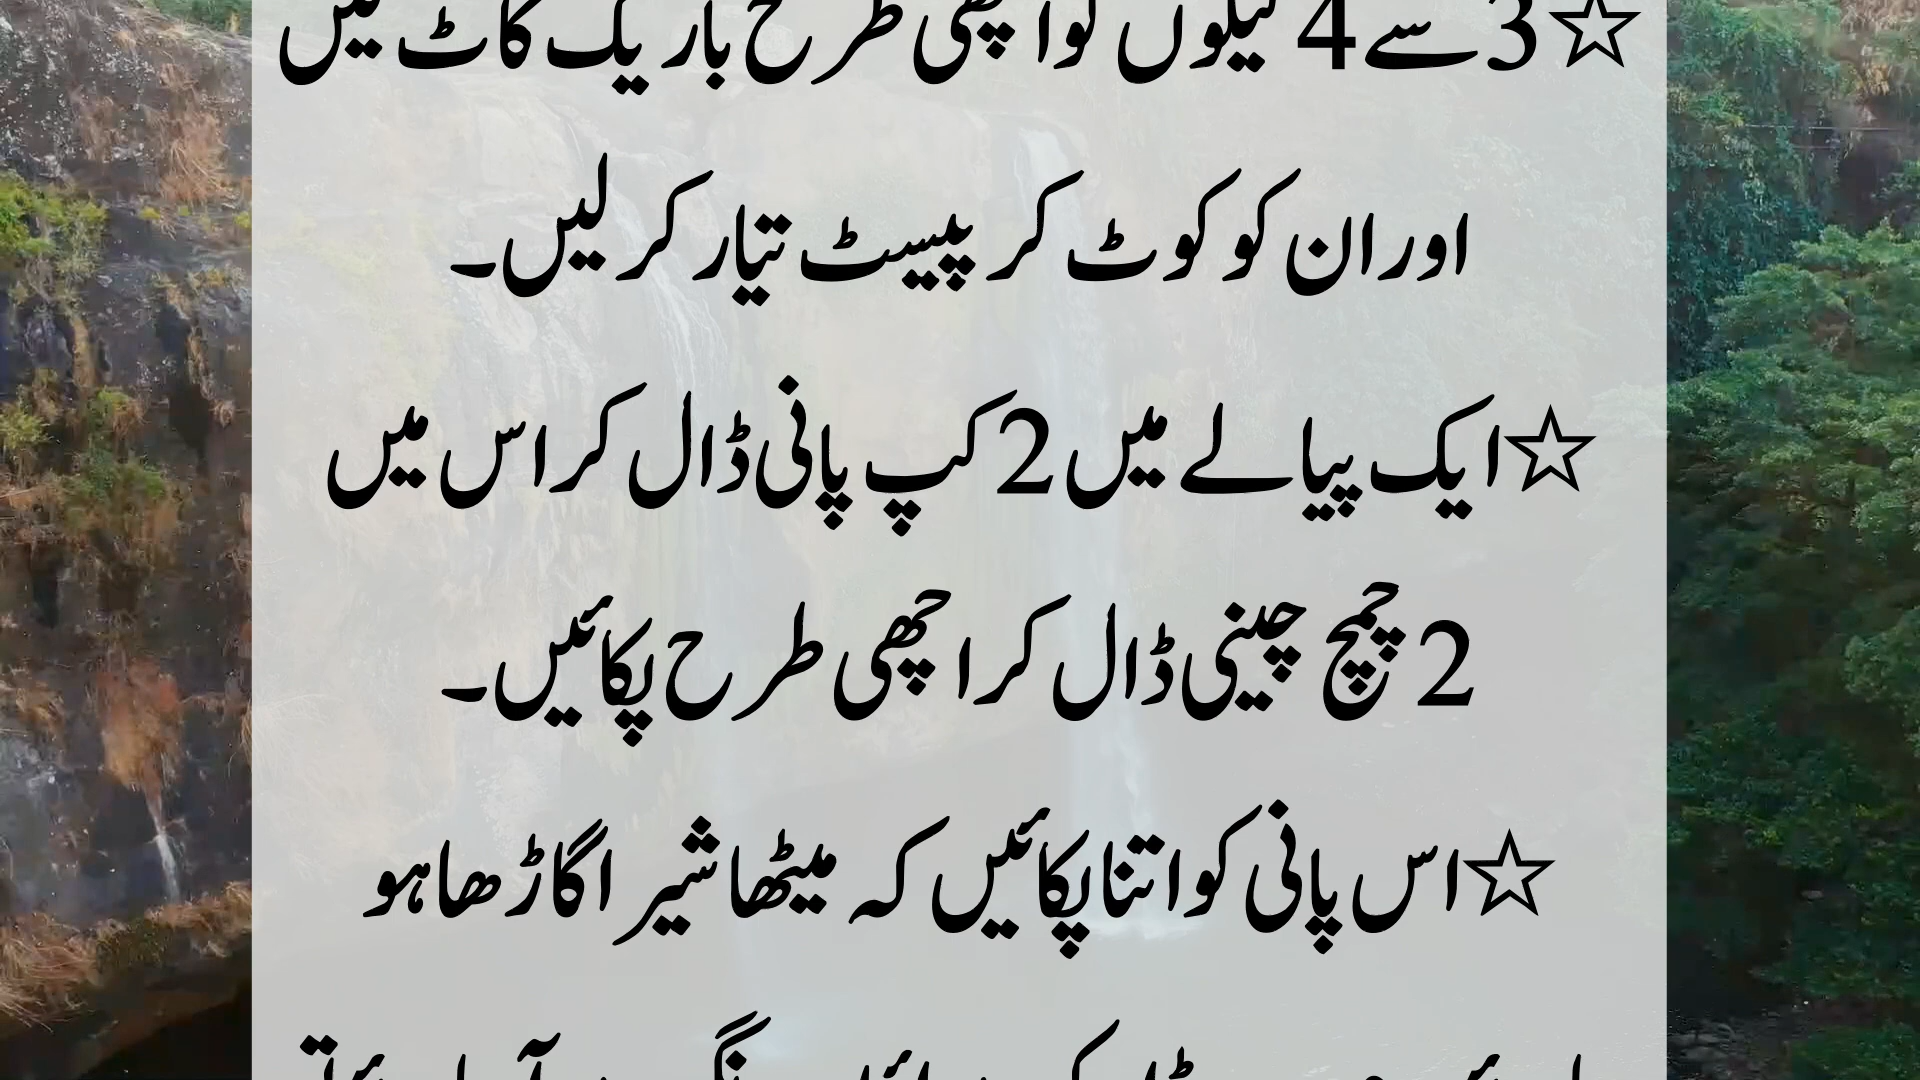 ☆3 سے 4 کیلوں کو اچھی طرح باریک کاٹ لیں
اور ان کو کوٹ کر پیسٹ تیار کر لیں۔
☆ایک پیالے میں 2 کپ پانی ڈال کر اس میں
2 چمچ چینی ڈال کر اچھی طرح پکائیں۔
☆اس پانی کو اتنا پکائیں کہ میٹھا شیرا گاڑھا ہو